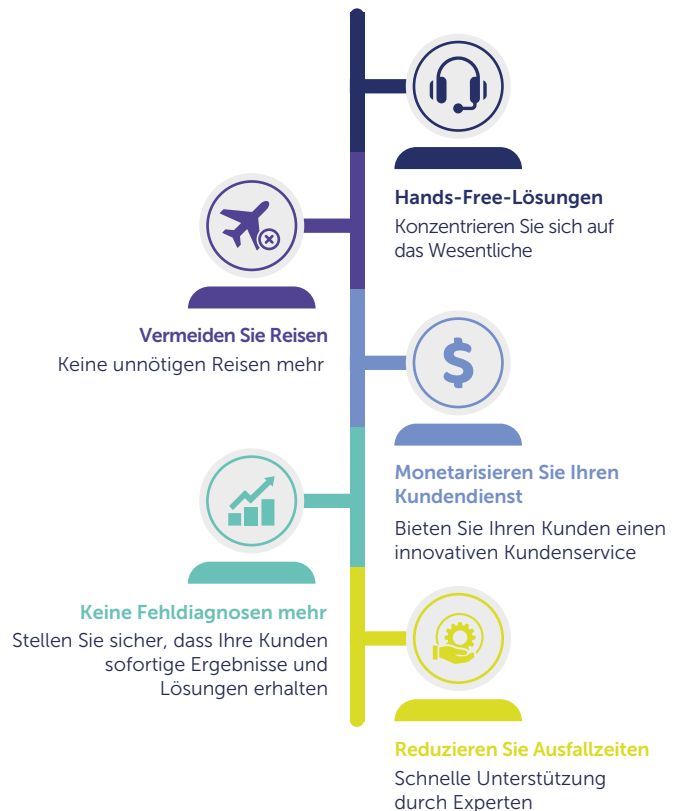 Hands-Free-Lösungen
Konzentrieren Sie sich auf
das Wesentliche
Vermeiden Sie Reisen
Keine unnötigen Reisen mehr
Monetarisieren Sie Ihren
Kundendienst
Bieten Sie Ihren Kunden einen
innovativen Kundenservice
Keine Fehldiagnosen mehr
Stellen Sie sicher, dass Ihre Kunden
sofortige Ergebnisse und
Lösungen erhalten
Reduzieren Sie Ausfallzeiten
Schnelle Unterstützung
durch Experten